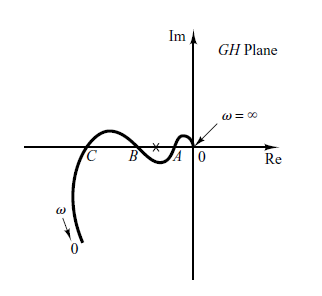 Im
GH Plane
ω = ∞
C B A 0
Re
ω
0